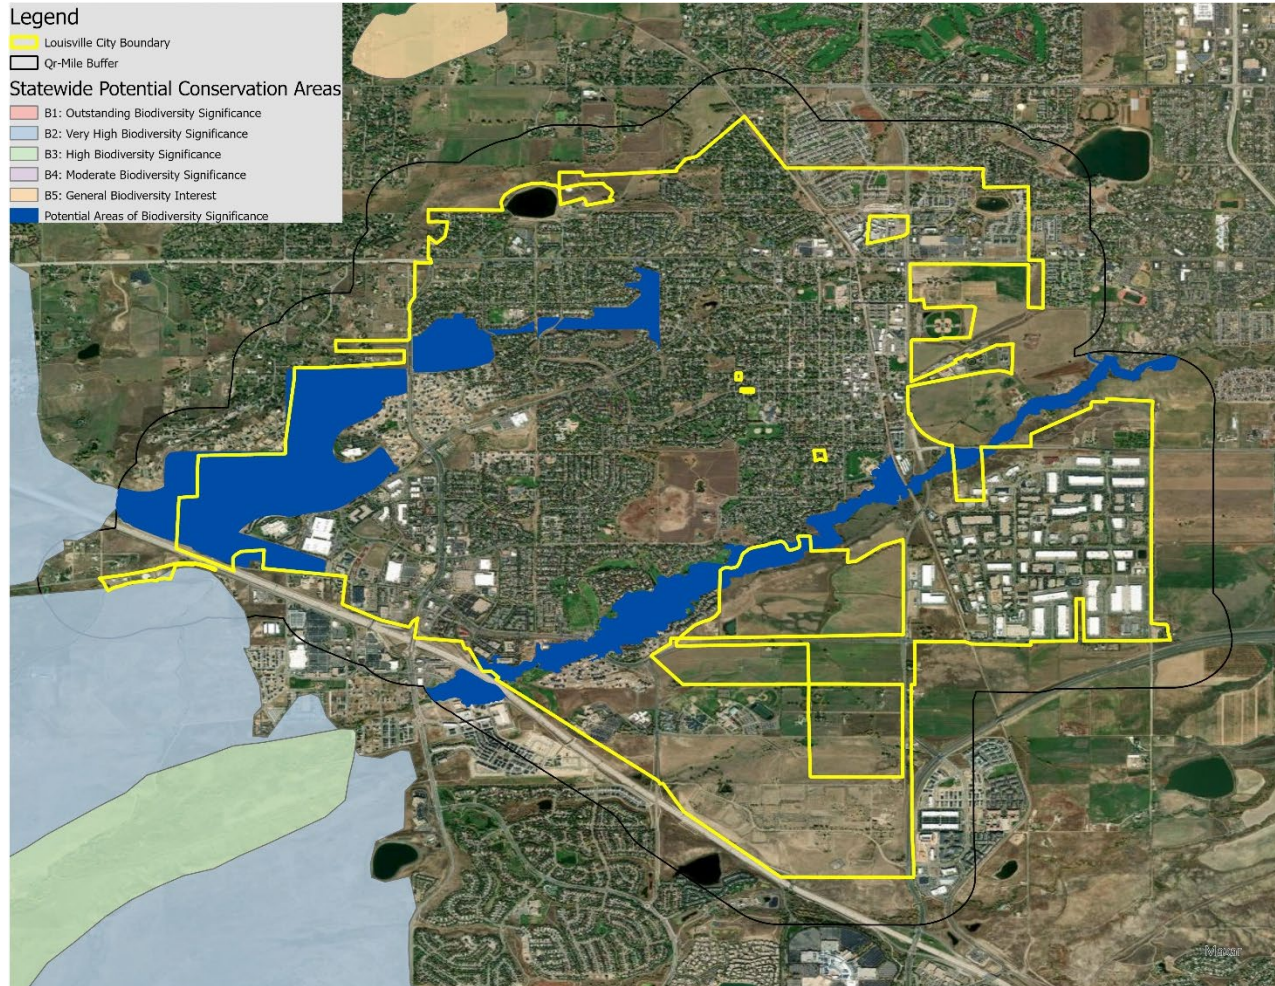 Legend
Louisville City Boundary
Qr-Mile Buffer
Statewide Potential Conservation Areas
B1: Outstanding Biodiversity Significance
B2: Very High Biodiversity Significance
B3: High Biodiversity Significance
B4: Moderate Biodiversity Significance
B5: General Biodiversity Interest
Potential Areas of Biodiversity Significance
Maxar